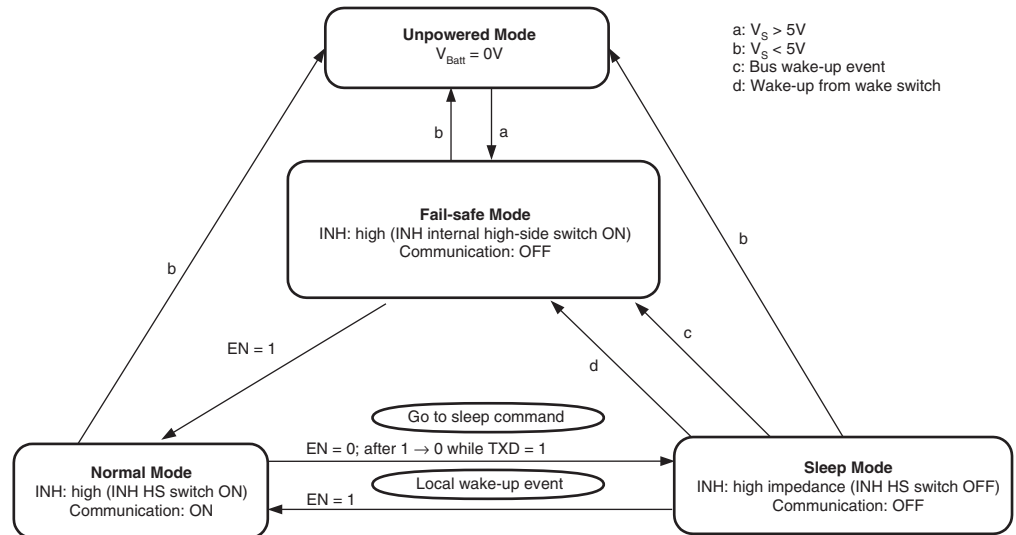 Unpowered Mode
V_Batt = 0V
a: V_S > 5V
b: V_S < 5V
c: Bus wake-up event
d: Wake-up from wake switch
b
a
Fail-safe Mode
INH: high (INH internal high-side switch ON)
Communication: OFF
b
b
EN = 1
c
d
Go to sleep command
EN = 0; after 1 → 0 while TXD = 1
Local wake-up event
EN = 1
Normal Mode
INH: high (INH HS switch ON)
Communication: ON
Sleep Mode
INH: high impedance (INH HS switch OFF)
Communication: OFF